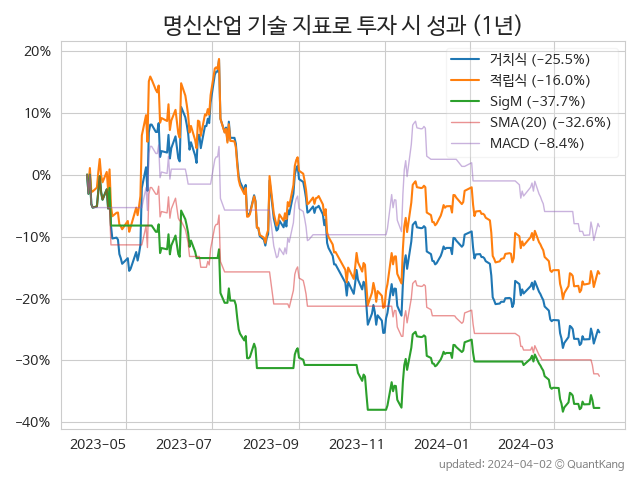 명신산업 기술 지표로 투자 시 성과 (1년)
거치식 (−25.5%)
적립식 (−16.0%)
SigM (−37.7%)
SMA(20) (−32.6%)
MACD (−8.4%)
20%
10%
0%
−10%
−20%
−30%
−40%
2023-05
2023-07
2023-09
2023-11
2024-01
2024-03
updated: 2024-04-02 © QuantKang